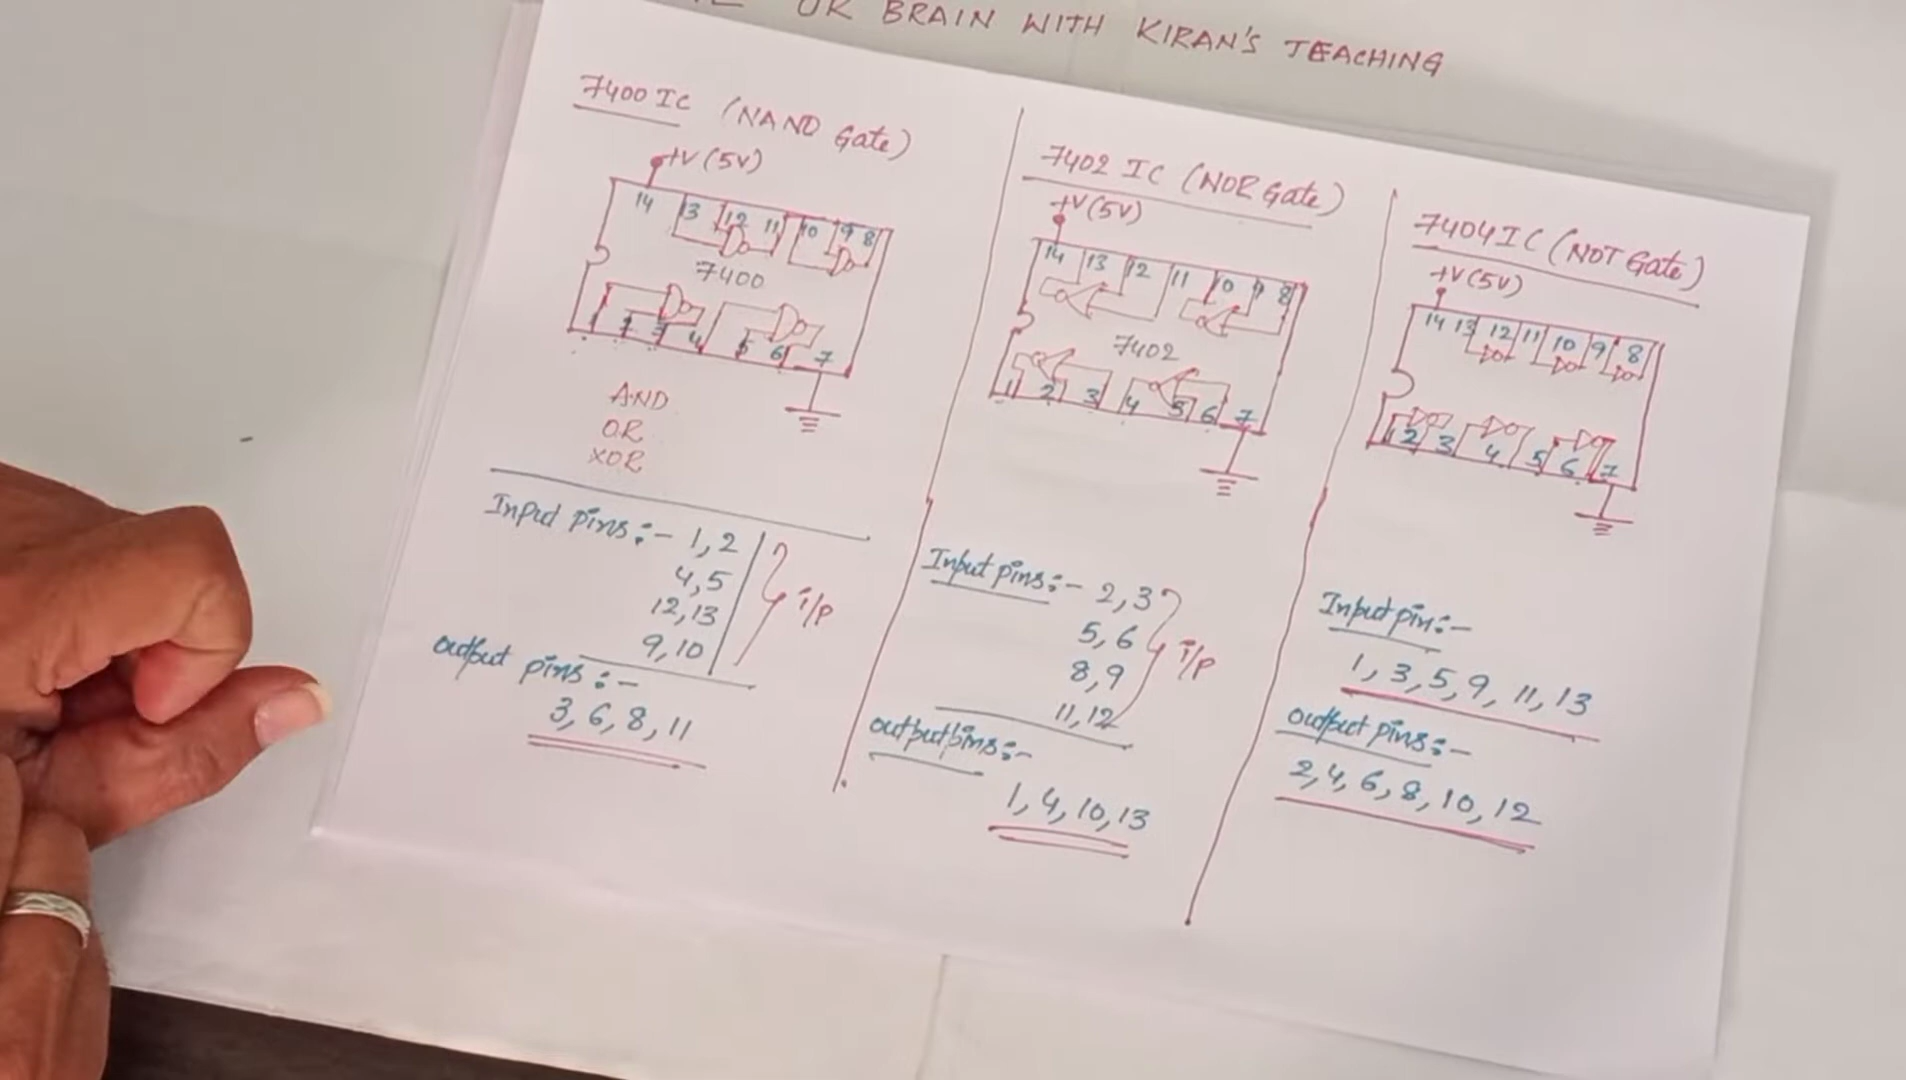 OR BRAIN WITH KIRAN'S TEACHING
7400 IC (NAND Gate)
+V (5V)
14 13 12 11 10 9 8
7400
1 2 3 4 5 6 7
AND
OR
XOR
Input pins:- 1, 2
4, 5
12, 13
9, 10
i/p
output pins:-
3, 6, 8, 11
7402 IC (NOR Gate)
+V (5V)
14 13 12 11 10 9 8
7402
1 2 3 4 5 6 7
Input pins:- 2, 3
5, 6
8, 9
11, 12
i/p
output pins:-
1, 4, 10, 13
7404 IC (NOT Gate)
+V (5V)
14 13 12 11 10 9 8
1 2 3 4 5 6 7
Input pin:-
1, 3, 5, 9, 11, 13
output pins:-
2, 4, 6, 8, 10, 12